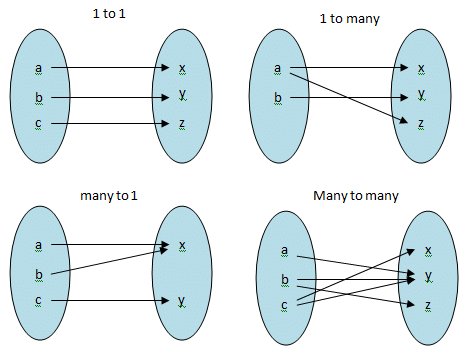 1 to 1
a x
b y
c z
1 to many
a x
b y
z
many to 1
a x
b
c y
Many to many
a x
b y
c z